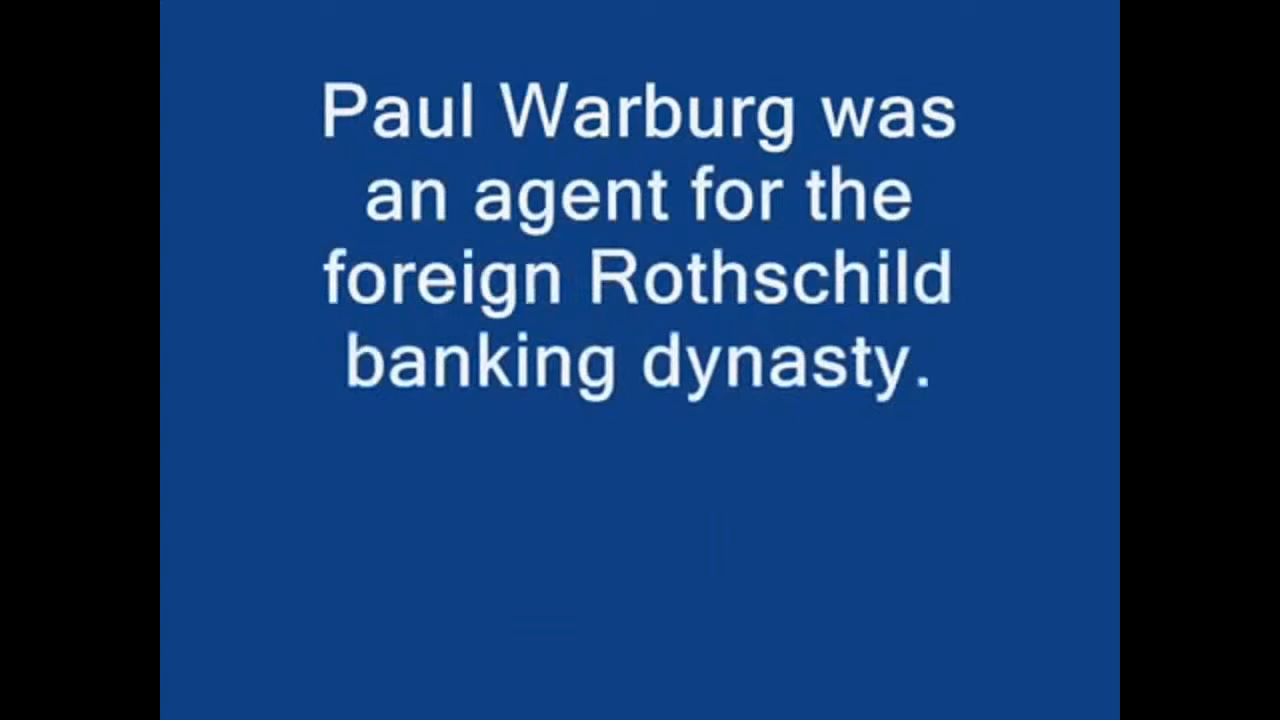 Paul Warburg was
an agent for the
foreign Rothschild
banking dynasty.